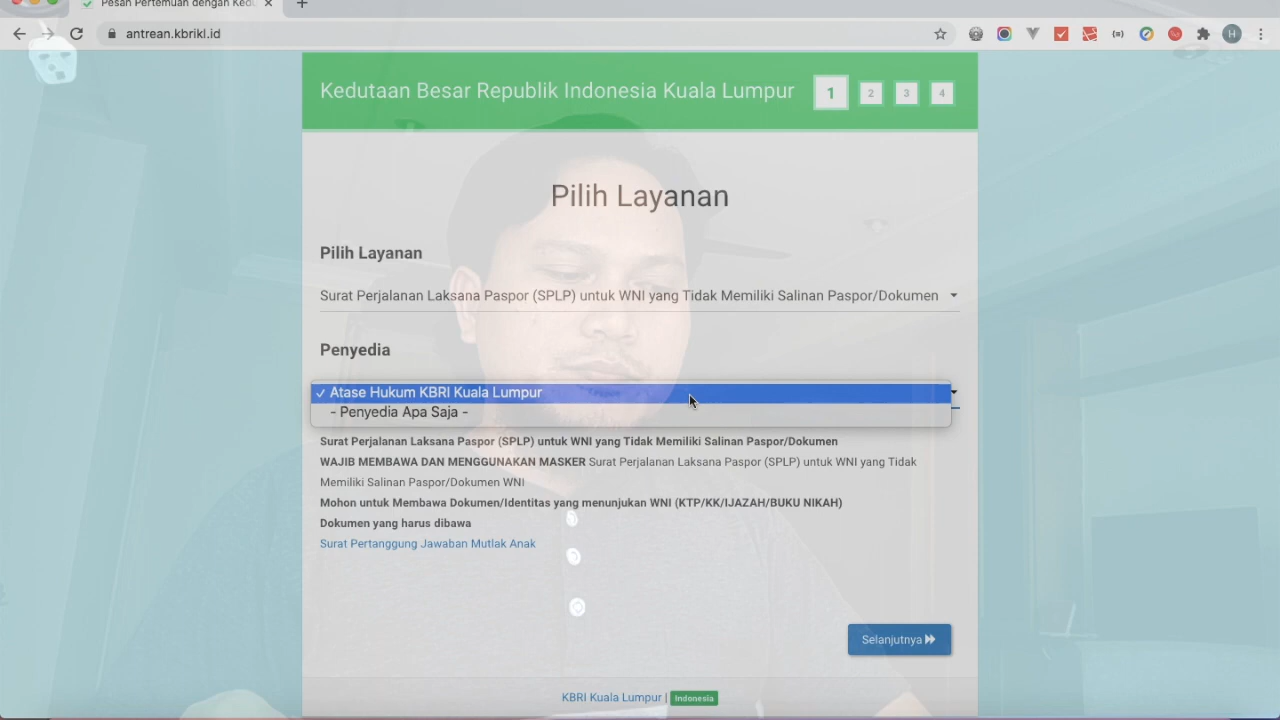 Pesan Pertemuan dengan Kedu
antrean.kbrikl.id
H
Kedutaan Besar Republik Indonesia Kuala Lumpur 1 2 3 4
Pilih Layanan
Pilih Layanan
Surat Perjalanan Laksana Paspor (SPLP) untuk WNI yang Tidak Memiliki Salinan Paspor/Dokumen
Penyedia
✓ Atase Hukum KBRI Kuala Lumpur
- Penyedia Apa Saja -
Surat Perjalanan Laksana Paspor (SPLP) untuk WNI yang Tidak Memiliki Salinan Paspor/Dokumen
WAJIB MEMBAWA DAN MENGGUNAKAN MASKER Surat Perjalanan Laksana Paspor (SPLP) untuk WNI yang Tidak
Memiliki Salinan Paspor/Dokumen WNI
Mohon untuk Membawa Dokumen/Identitas yang menunjukan WNI (KTP/KK/IJAZAH/BUKU NIKAH)
Dokumen yang harus dibawa
Surat Pertanggung Jawaban Mutlak Anak
Selanjutnya
KBRI Kuala Lumpur | Indonesia